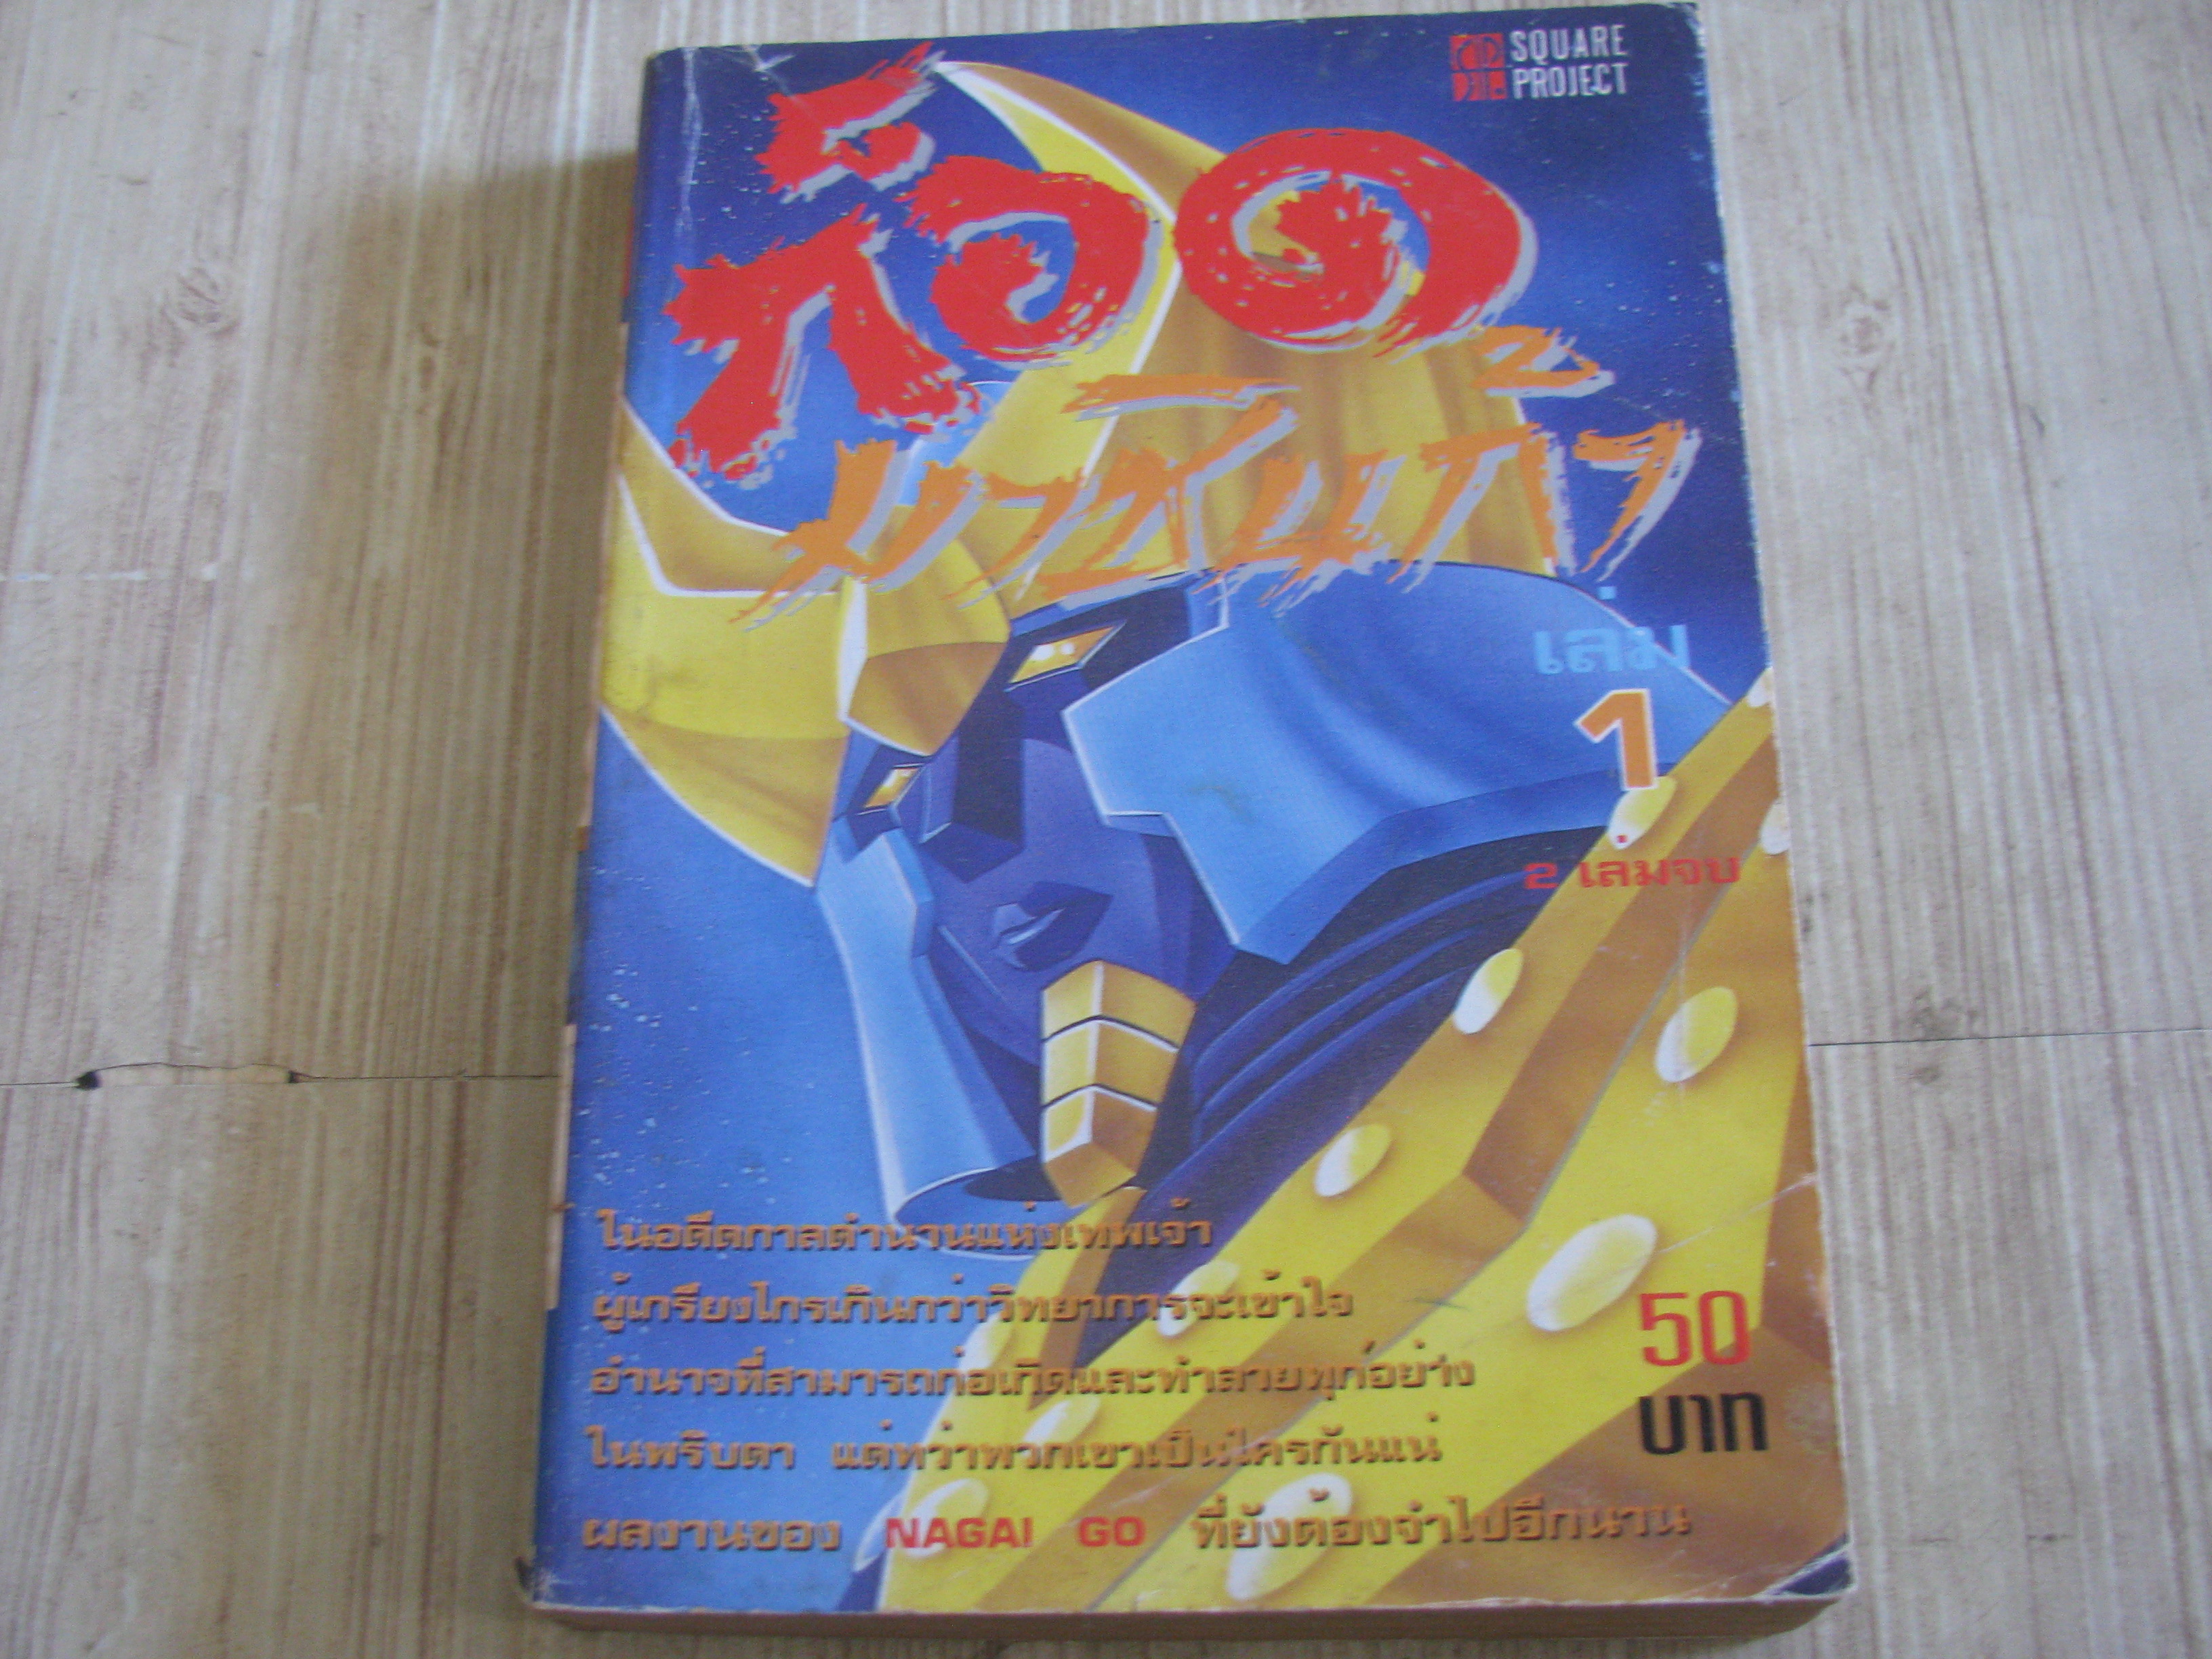 SQUARE
PROJECT
ก๊อด
มาชินก้า
เล่ม
1
2 เล่มจบ
ในอดีตกาลตำนานแห่งเทพเจ้า
ผู้เกรียงไกรเกินกว่าวิทยาการจะเข้าใจ
อำนาจที่สามารถก่อเกิดและทำลายทุกอย่าง
ในพริบตา แต่ทว่าพวกเขาเป็นใครกันแน่
ผลงานของ NAGAI GO ที่ยังต้องจำไปอีกนาน
50
บาท